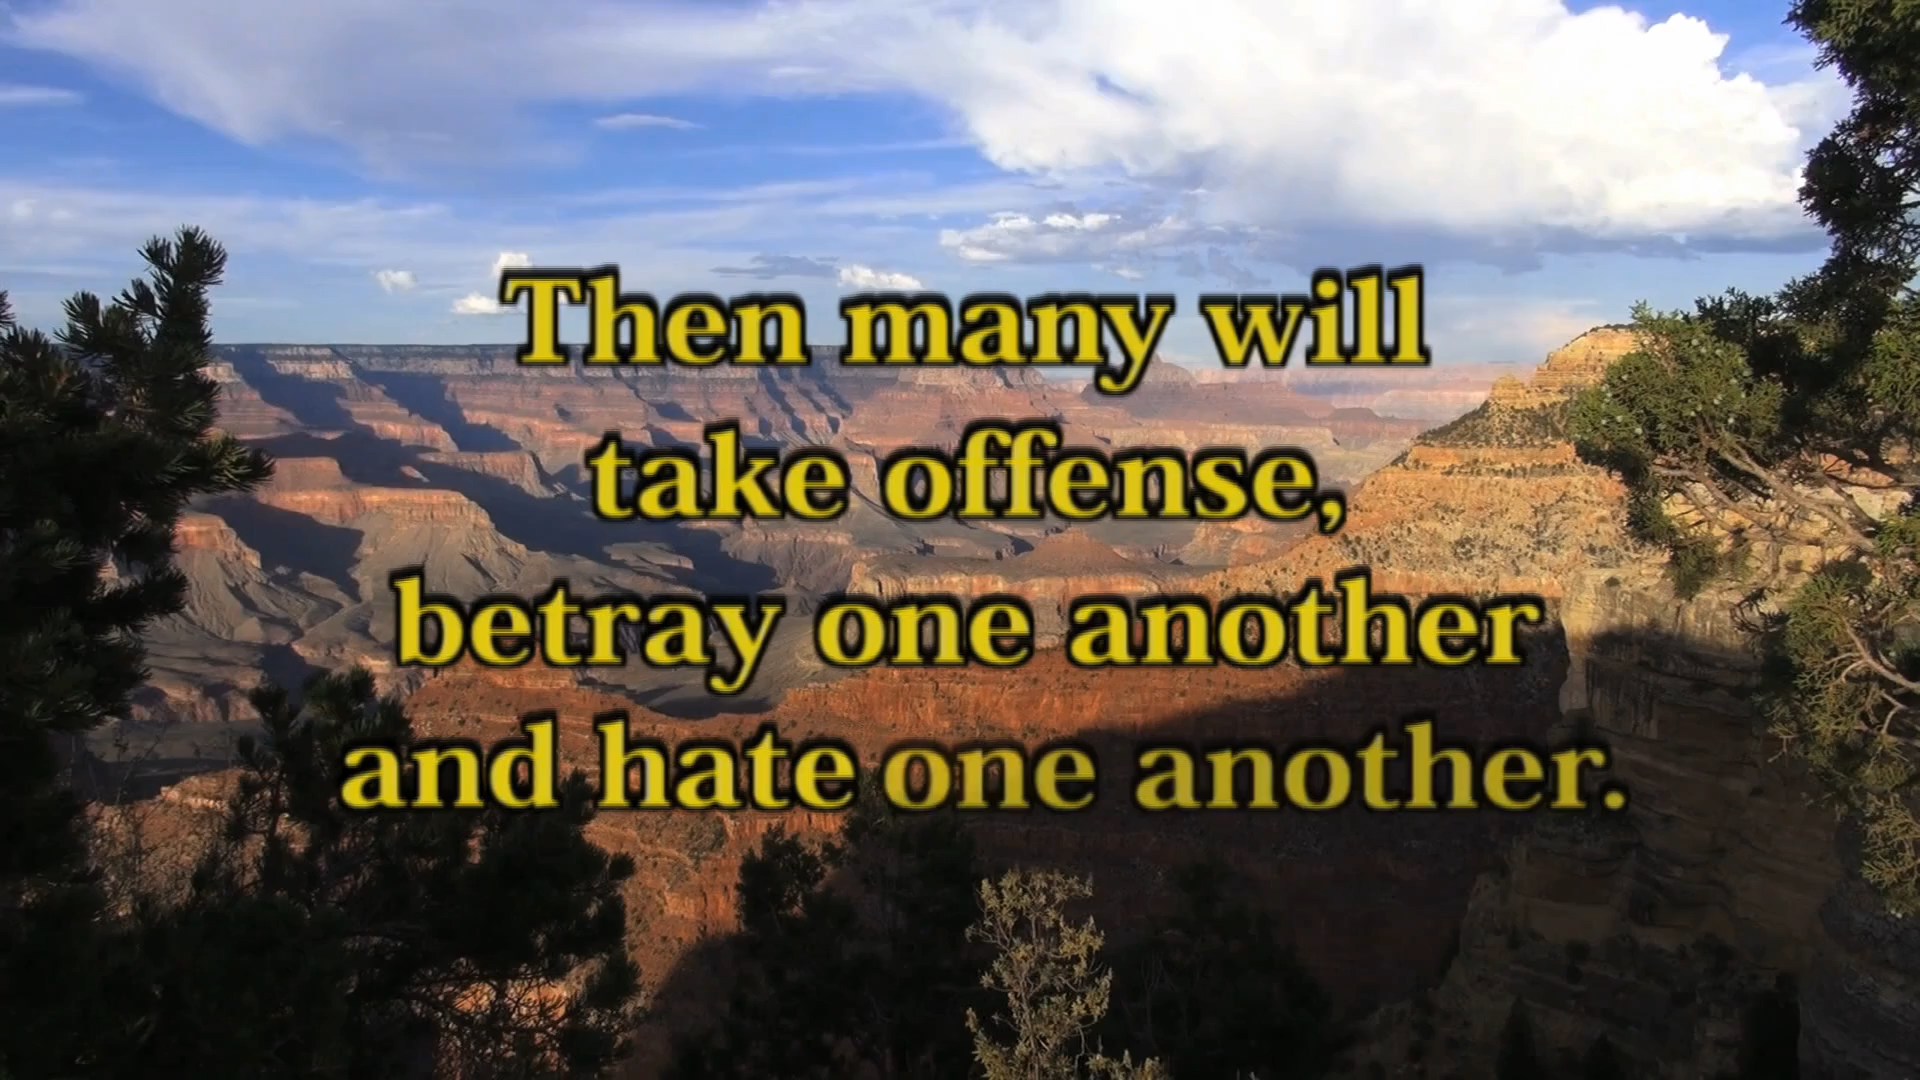 Then many will
take offense,
betray one another
and hate one another.